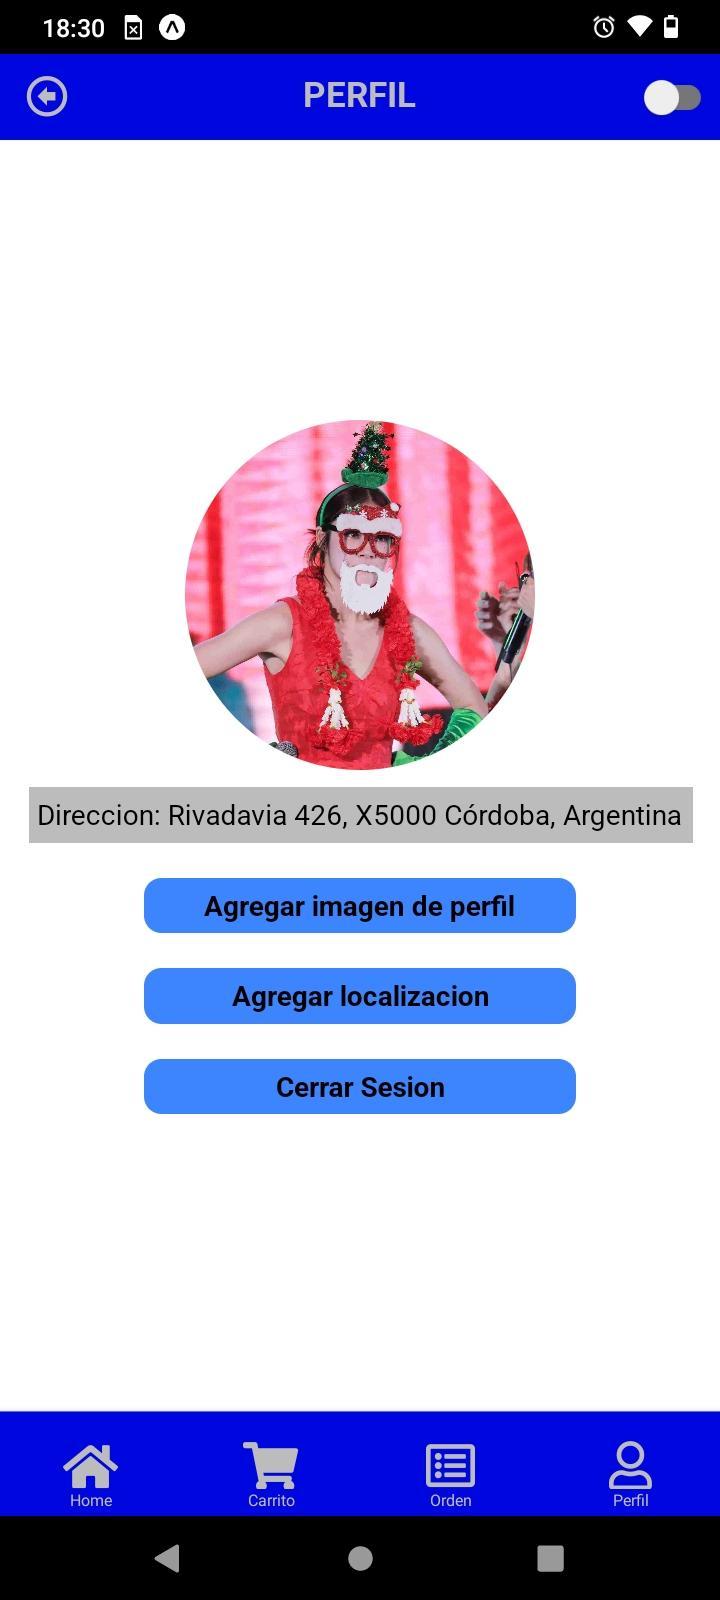 18:30
PERFIL
Direccion: Rivadavia 426, X5000 Córdoba, Argentina
Agregar imagen de perfil
Agregar localizacion
Cerrar Sesion
Home Carrito Orden Perfil